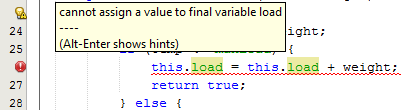 cannot assign a value to final variable load
----
(Alt-Enter shows hints)
24 ight;
25 {
this.load = this.load + weight;
27 return true;
28 } else {